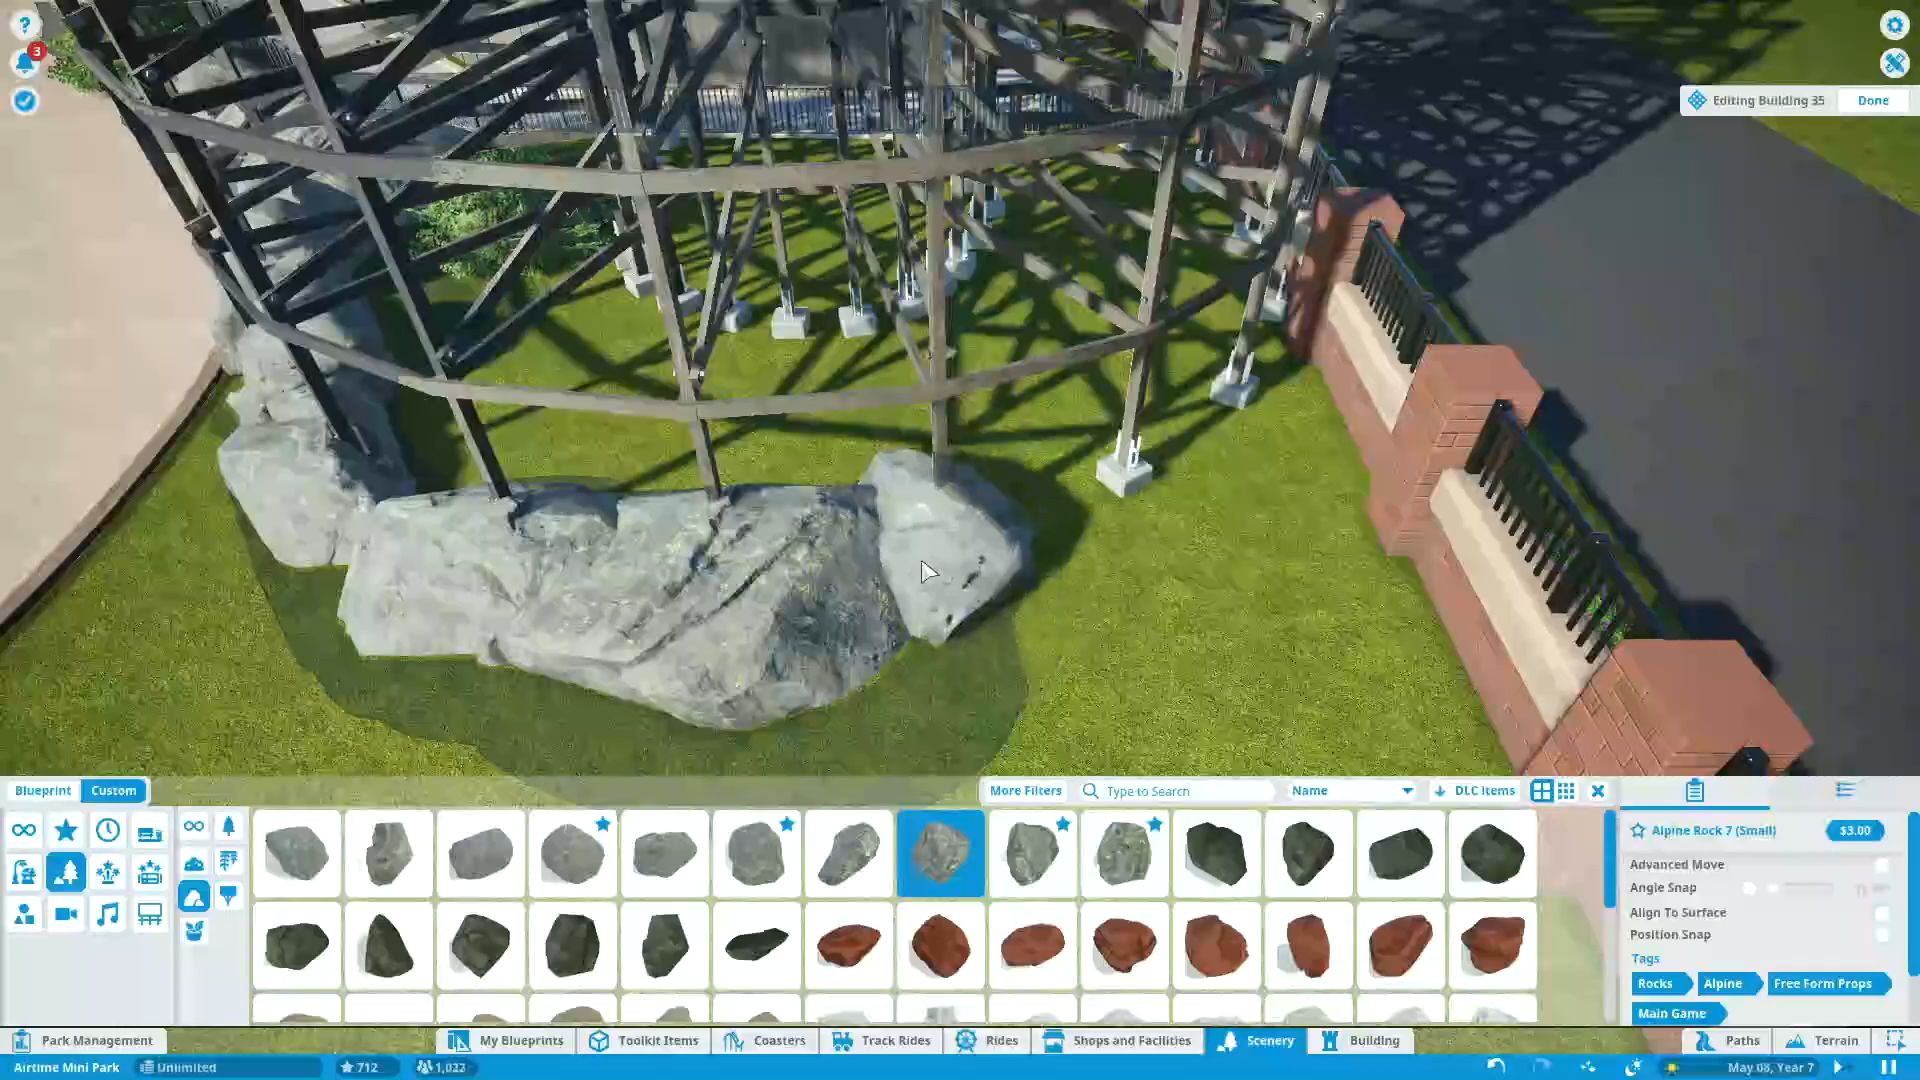 ?
3
Editing Building 35 Done
Blueprint Custom More Filters Type to Search Name DLC Items
Alpine Rock 7 (Small) $3.00
Advanced Move
Angle Snap
Align To Surface
Position Snap
Tags
Rocks Alpine Free Form Props
Main Game
Park Management My Blueprints Toolkit Items Coasters Track Rides Rides Shops and Facilities Scenery Building Paths Terrain
Airtime Mini Park Unlimited 712 1,022 May 08, Year 7